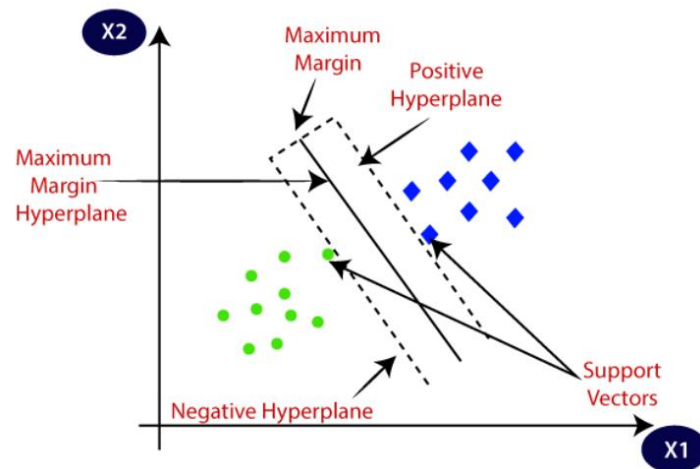 X2
Maximum
Margin
Positive
Hyperplane
Maximum
Margin
Hyperplane
Support
Vectors
Negative Hyperplane
X1